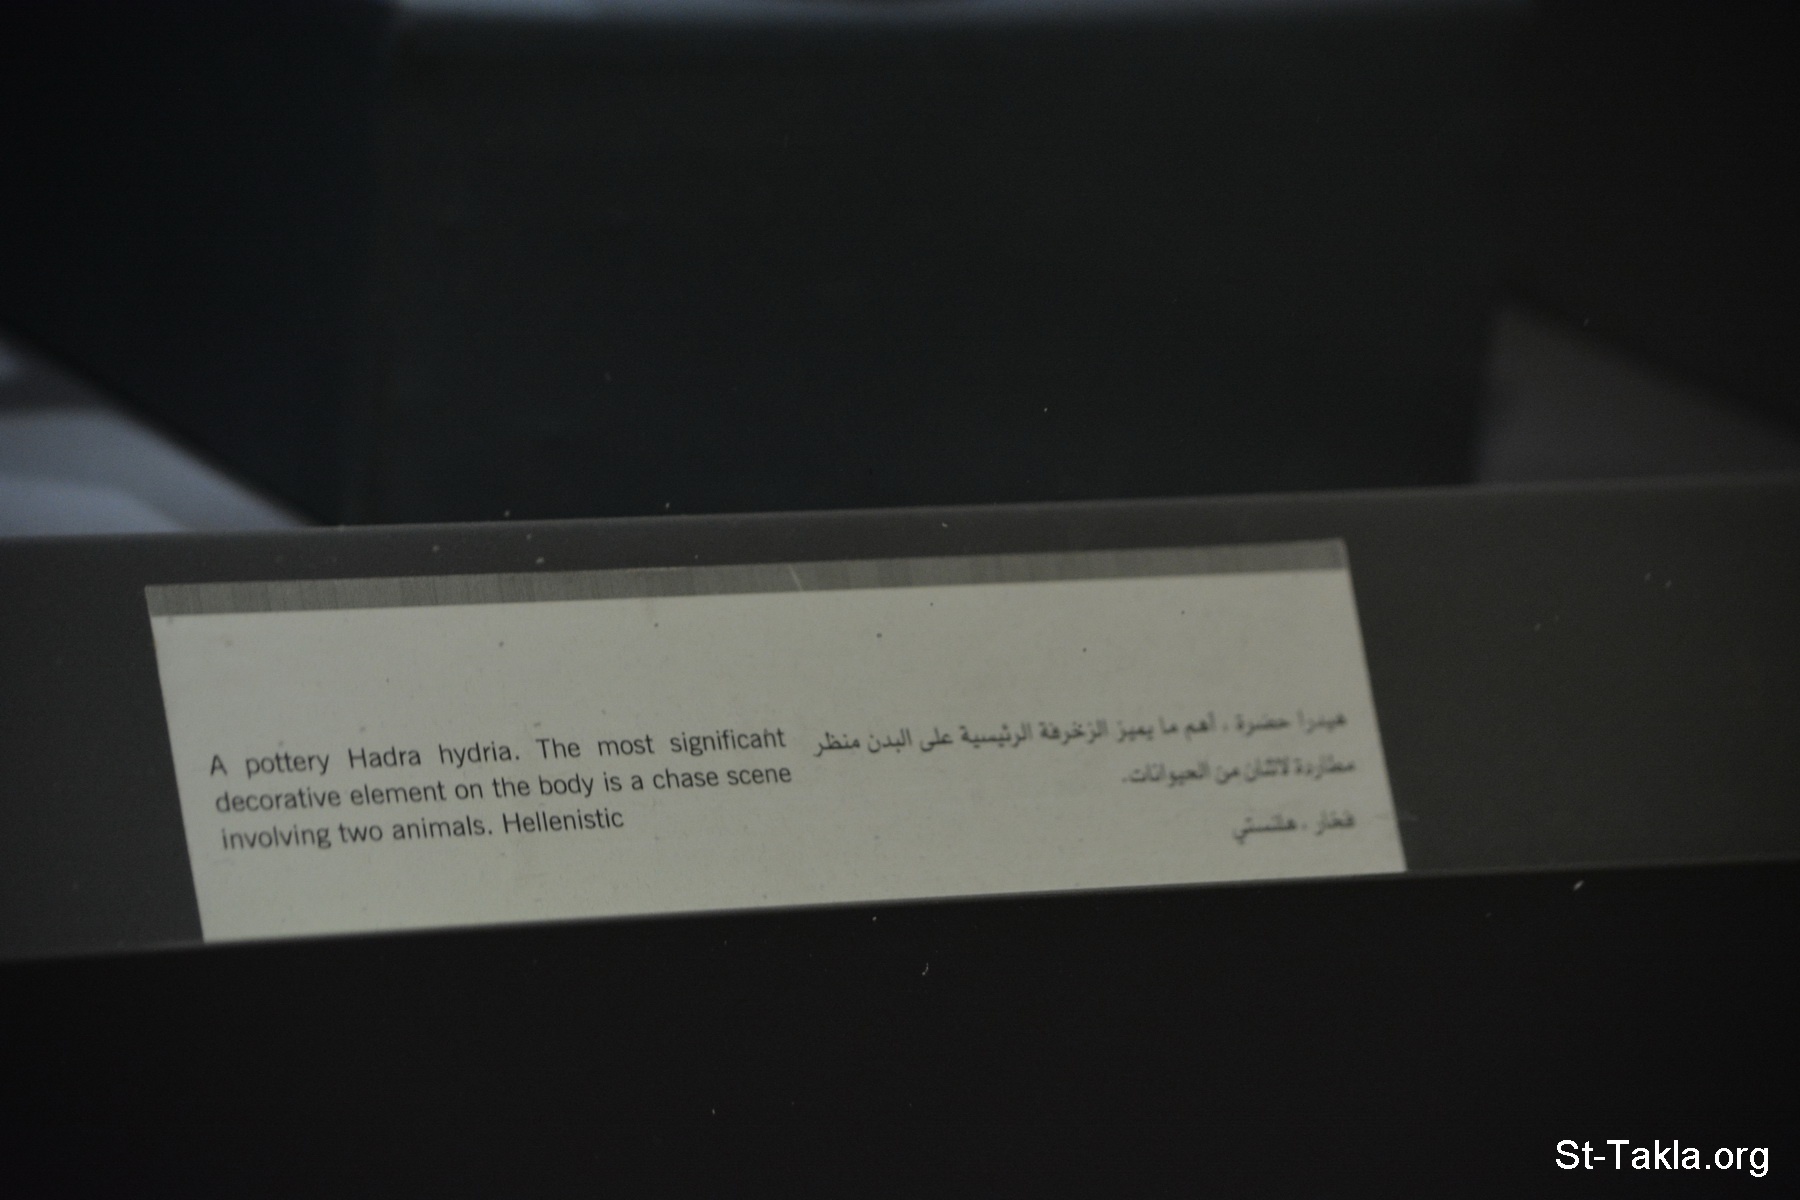 A pottery Hadra hydria. The most significant
decorative element on the body is a chase scene
involving two animals. Hellenistic
هيدرا حضرة ، أهم ما يميز الزخرفة الرئيسية على البدن منظر
مطاردة لاثنان من الحيوانات.
فخار ، هلنستي
St-Takla.org